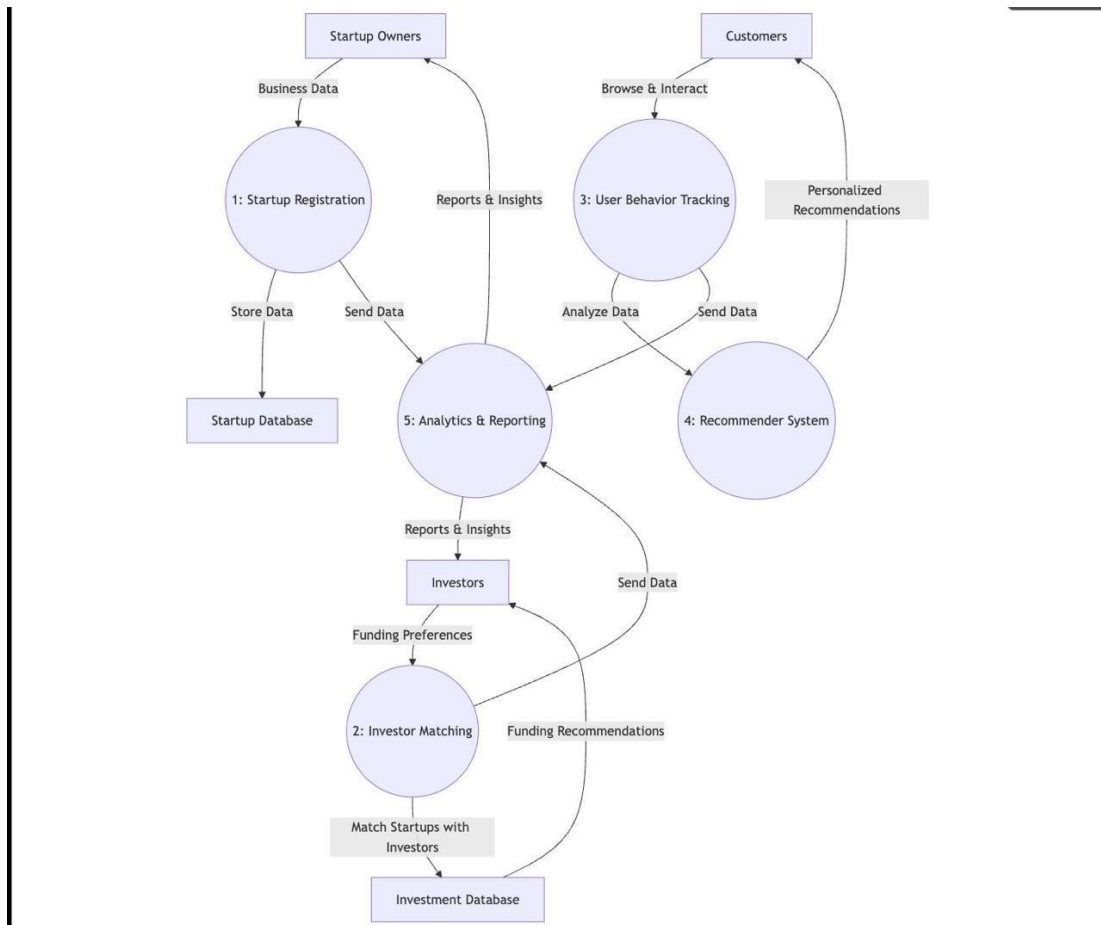 Startup Owners
Customers
Business Data
Browse & Interact
1: Startup Registration
Reports & Insights
3: User Behavior Tracking
Personalized
Recommendations
Store Data
Send Data
Analyze Data
Send Data
Startup Database
5: Analytics & Reporting
4: Recommender System
Reports & Insights
Investors
Send Data
Funding Preferences
2: Investor Matching
Funding Recommendations
Match Startups with
Investors
Investment Database